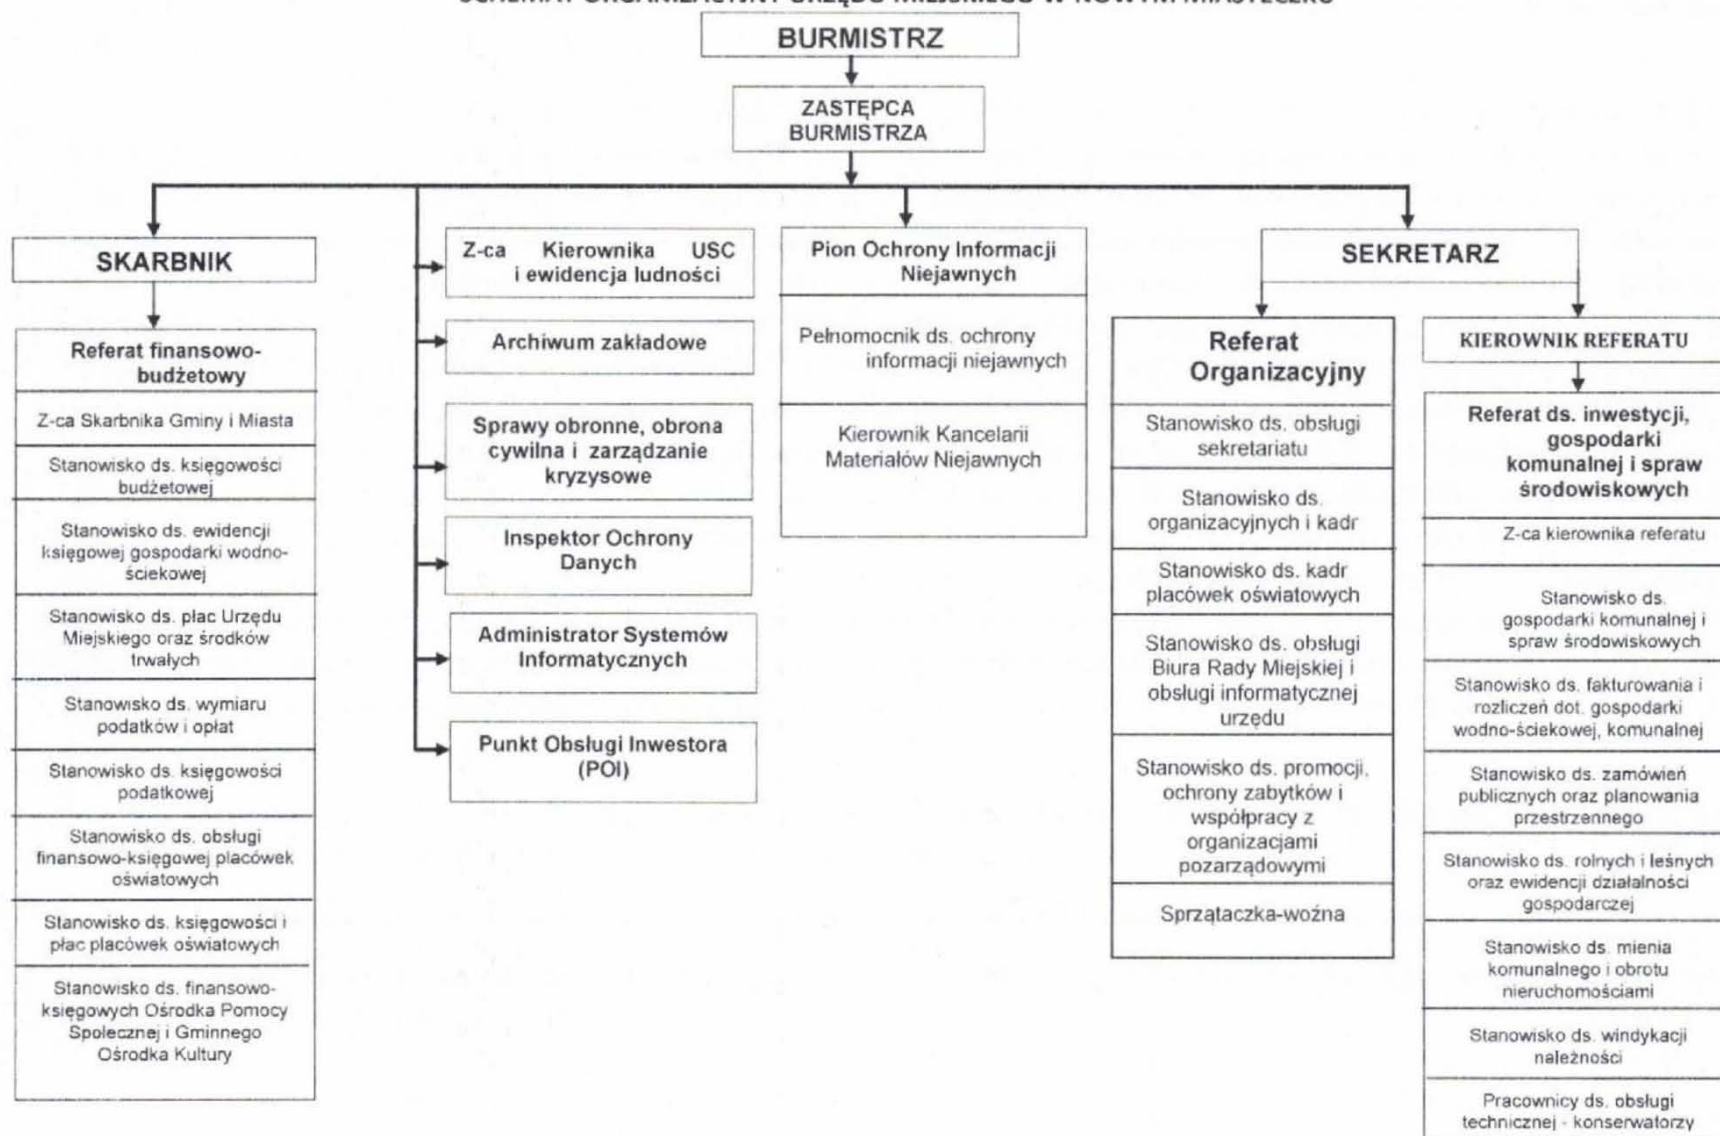 SCHEMAT ORGANIZACYJNY URZĘDU MIEJSKIEGO W NOWYM MIASTECZKU
BURMISTRZ
ZASTĘPCA
BURMISTRZA
SKARBNIK
Referat finansowo-
budżetowy
Z-ca Skarbnika Gminy i Miasta
Stanowisko ds. księgowości
budżetowej
Stanowisko ds. ewidencji
księgowej gospodarki wodno-
ściekowej
Stanowisko ds. płac Urzędu
Miejskiego oraz środków
trwałych
Stanowisko ds. wymiaru
podatków i opłat
Stanowisko ds. księgowości
podatkowej
Stanowisko ds. obsługi
finansowo-księgowej placówek
oświatowych
Stanowisko ds. księgowości i
płac placówek oświatowych
Stanowisko ds. finansowo-
księgowych Ośrodka Pomocy
Społecznej i Gminnego
Ośrodka Kultury
Z-ca Kierownika USC
i ewidencja ludności
Archiwum zakładowe
Sprawy obronne, obrona
cywilna i zarządzanie
kryzysowe
Inspektor Ochrony
Danych
Administrator Systemów
Informatycznych
Punkt Obsługi Inwestora
(POI)
Pion Ochrony Informacji
Niejawnych
Pełnomocnik ds. ochrony
informacji niejawnych
Kierownik Kancelarii
Materiałów Niejawnych
SEKRETARZ
Referat
Organizacyjny
Stanowisko ds. obsługi
sekretariatu
Stanowisko ds.
organizacyjnych i kadr
Stanowisko ds. kadr
placówek oświatowych
Stanowisko ds. obsługi
Biura Rady Miejskiej i
obsługi informatycznej
urzędu
Stanowisko ds. promocji,
ochrony zabytków i
współpracy z
organizacjami
pozarządowymi
Sprzątaczka-woźna
KIEROWNIK REFERATU
Referat ds. inwestycji,
gospodarki
komunalnej i spraw
środowiskowych
Z-ca kierownika referatu
Stanowisko ds.
gospodarki komunalnej i
spraw środowiskowych
Stanowisko ds. fakturowania i
rozliczeń dot. gospodarki
wodno-ściekowej, komunalnej
Stanowisko ds. zamówień
publicznych oraz planowania
przestrzennego
Stanowisko ds. rolnych i leśnych
oraz ewidencji działalności
gospodarczej
Stanowisko ds. mienia
komunalnego i obrotu
nieruchomościami
Stanowisko ds. windykacji
należności
Pracownicy ds. obsługi
technicznej - konserwatorzy